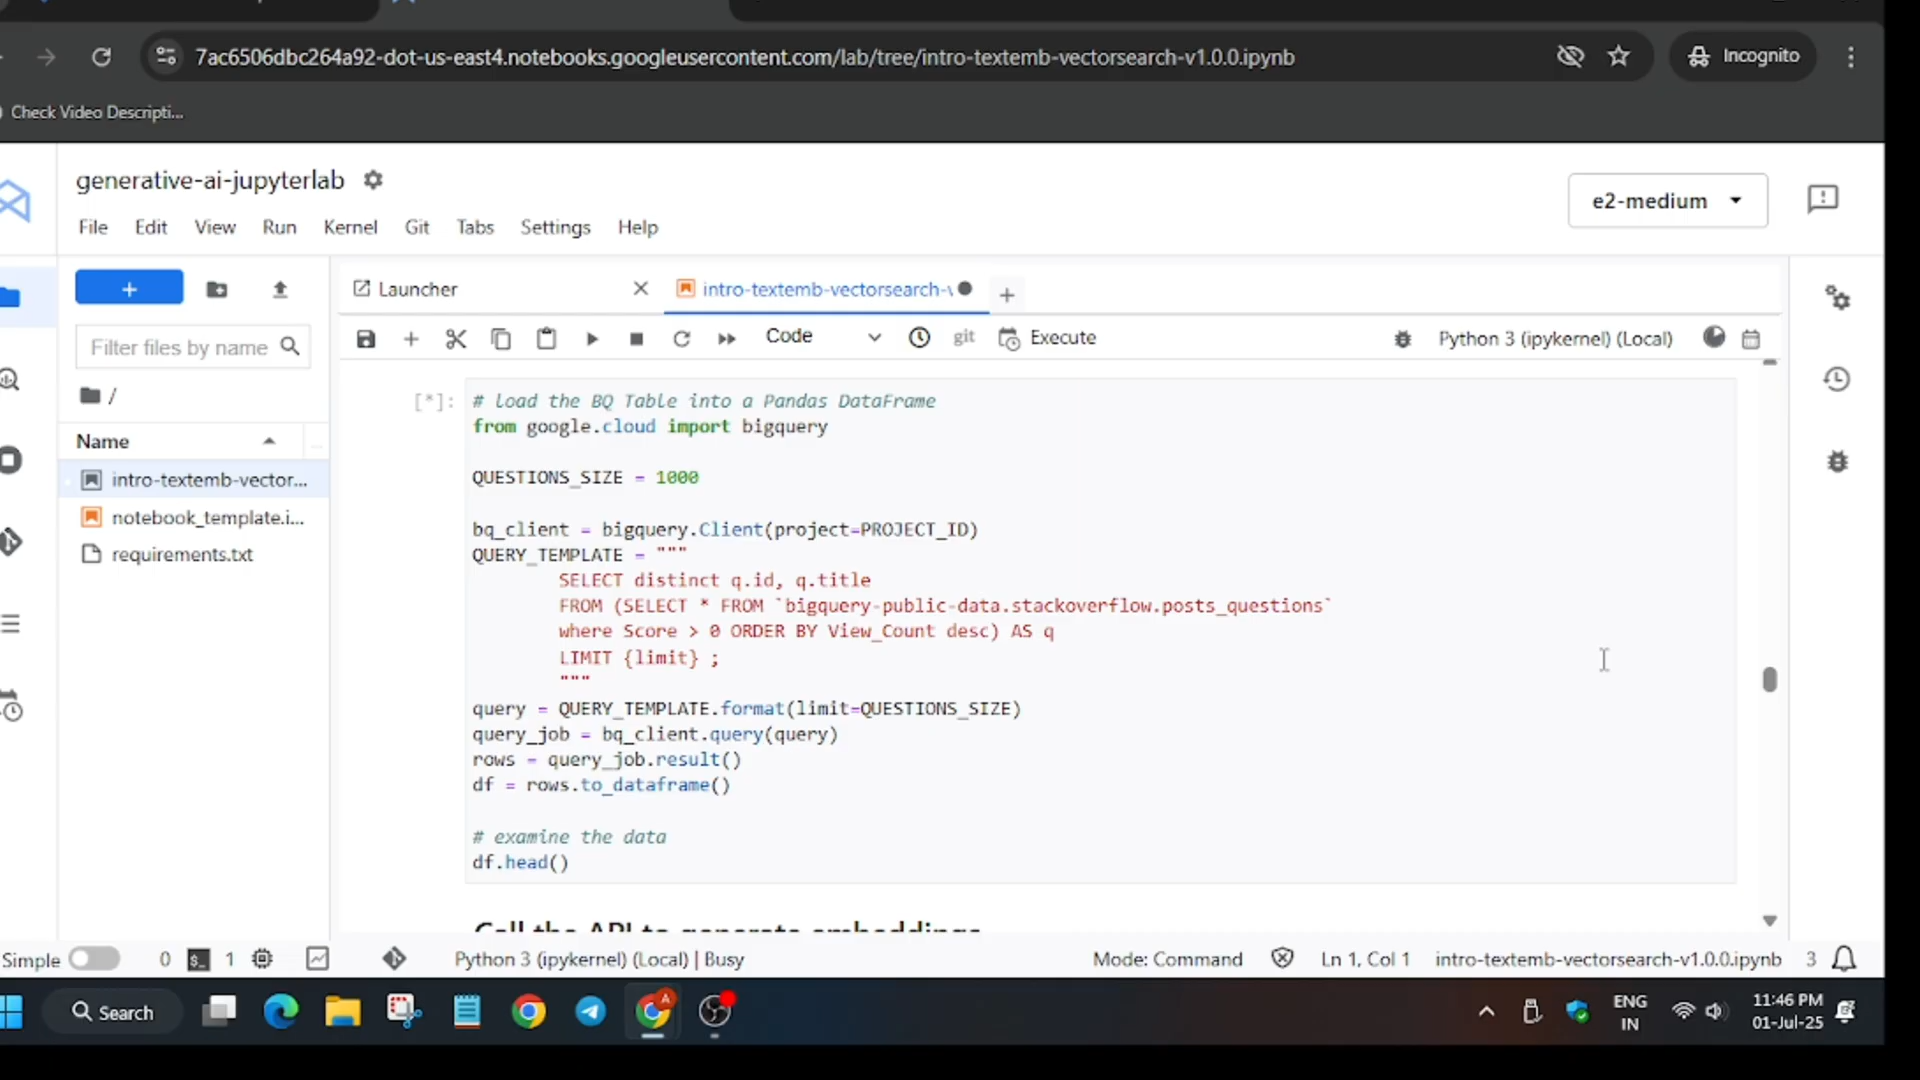 7ac6506dbc264a92-dot-us-east4.notebooks.googleusercontent.com/lab/tree/intro-textemb-vectorsearch-v1.0.0.ipynb
Incognito
Check Video Descripti...
generative-ai-jupyterlab
e2-medium
File Edit View Run Kernel Git Tabs Settings Help
+
Launcher
intro-textemb-vectorsearch-v
Filter files by name
Code
git
Execute
Python 3 (ipykernel) (Local)
/
Name
intro-textemb-vector...
notebook_template.i...
requirements.txt
[*]:
# load the BQ Table into a Pandas DataFrame
from google.cloud import bigquery
QUESTIONS_SIZE = 1000
bq_client = bigquery.Client(project=PROJECT_ID)
QUERY_TEMPLATE = """
SELECT distinct q.id, q.title
FROM (SELECT * FROM `bigquery-public-data.stackoverflow.posts_questions`
where Score > 0 ORDER BY View_Count desc) AS q
LIMIT {limit} ;
"""
query = QUERY_TEMPLATE.format(limit=QUESTIONS_SIZE)
query_job = bq_client.query(query)
rows = query_job.result()
df = rows.to_dataframe()
# examine the data
df.head()
Call the API to generate embeddings
Simple
0
1
Python 3 (ipykernel) (Local) | Busy
Mode: Command
Ln 1, Col 1
intro-textemb-vectorsearch-v1.0.0.ipynb
3
Search
A
ENG
IN
11:46 PM
01-Jul-25